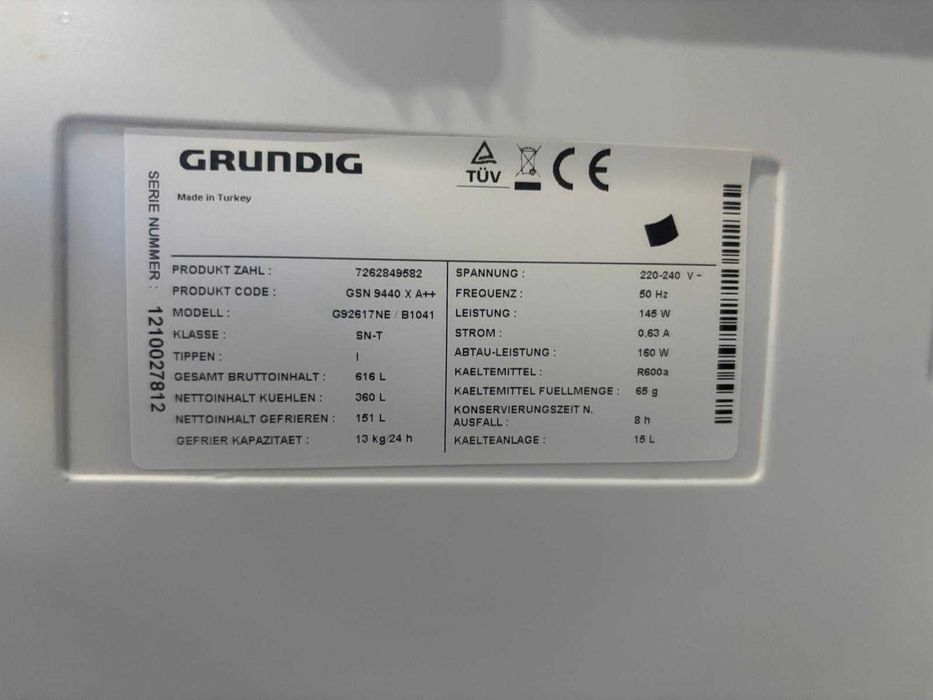 GRUNDIG
Made in Turkey
TÜV
CE
SERIE NUMMER : 1210027812
PRODUKT ZAHL : 7262849582
PRODUKT CODE : GSN 9440 X A++
MODELL : G92617NE / B1041
KLASSE : SN-T
TIPPEN : I
GESAMT BRUTTOINHALT : 616 L
NETTOINHALT KUEHLEN : 360 L
NETTOINHALT GEFRIEREN : 151 L
GEFRIER KAPAZITAET : 13 kg/24 h
SPANNUNG : 220-240 V ~
FREQUENZ : 50 Hz
LEISTUNG : 145 W
STROM : 0,63 A
ABTAU-LEISTUNG : 160 W
KAELTEMITTEL : R600a
KAELTEMITTEL FUELLMENGE : 65 g
KONSERVIERUNGSZEIT N.
AUSFALL : 8 h
KAELTEANLAGE : 15 L